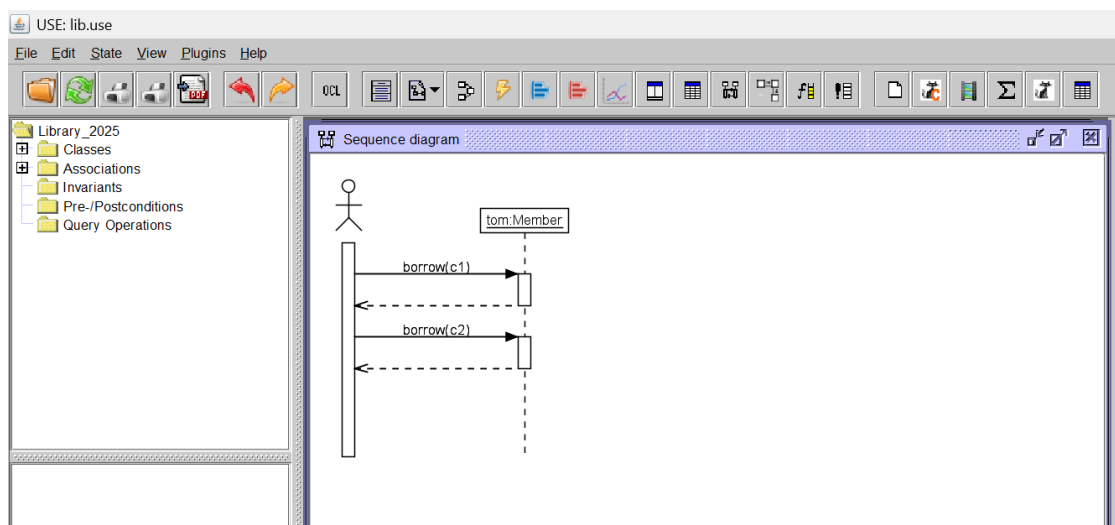 USE: lib.use
File Edit State View Plugins Help
OCL
PDF
Library_2025
Classes
Associations
Invariants
Pre-/Postconditions
Query Operations
Sequence diagram
tom:Member
borrow(c1)
borrow(c2)